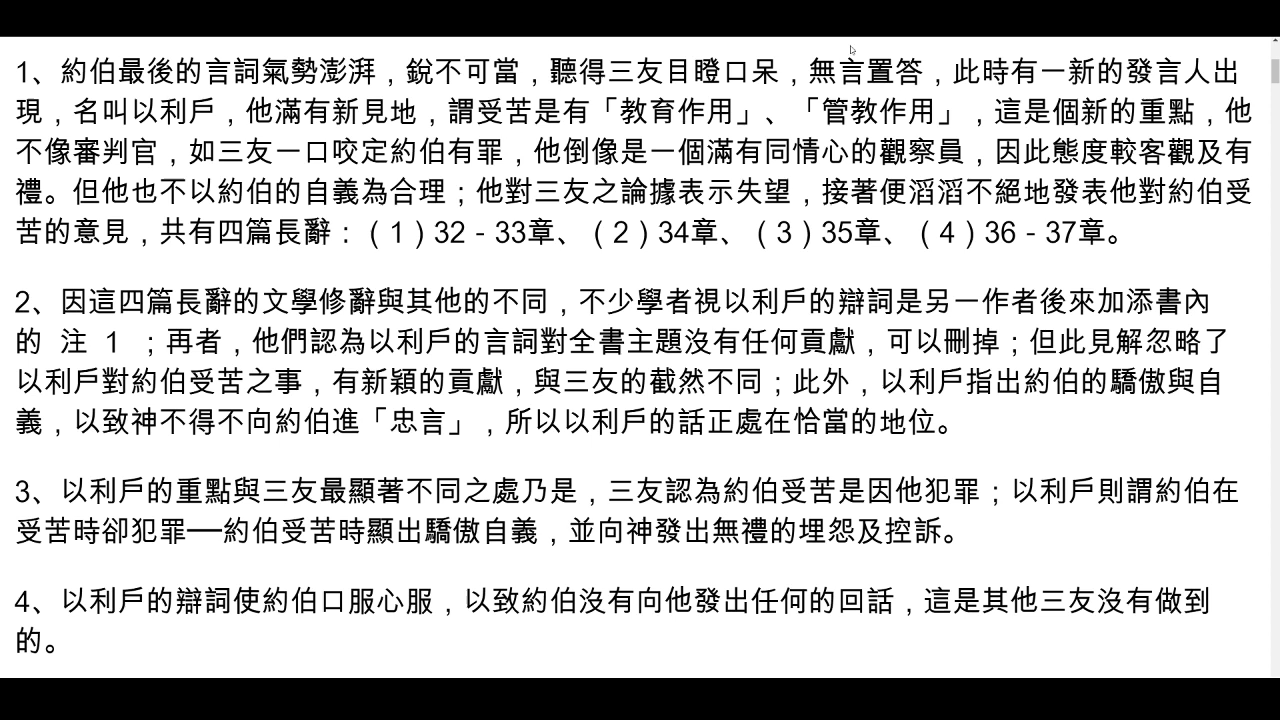 1、約伯最後的言詞氣勢澎湃，銳不可當，聽得三友目瞪口呆，無言置答，此時有一新的發言人出
現，名叫以利戶，他滿有新見地，謂受苦是有「教育作用」、「管教作用」，這是個新的重點，他
不像審判官，如三友一口咬定約伯有罪，他倒像是一個滿有同情心的觀察員，因此態度較客觀及有
禮。但他也不以約伯的自義為合理；他對三友之論據表示失望，接著便滔滔不絕地發表他對約伯受
苦的意見，共有四篇長辭：（1）32－33章、（2）34章、（3）35章、（4）36－37章。
2、因這四篇長辭的文學修辭與其他的不同，不少學者視以利戶的辯詞是另一作者後來加添書內
的 注 1 ；再者，他們認為以利戶的言詞對全書主題沒有任何貢獻，可以刪掉；但此見解忽略了
以利戶對約伯受苦之事，有新穎的貢獻，與三友的截然不同；此外，以利戶指出約伯的驕傲與自
義，以致神不得不向約伯進「忠言」，所以以利戶的話正處在恰當的地位。
3、以利戶的重點與三友最顯著不同之處乃是，三友認為約伯受苦是因他犯罪；以利戶則謂約伯在
受苦時卻犯罪──約伯受苦時顯出驕傲自義，並向神發出無禮的埋怨及控訴。
4、以利戶的辯詞使約伯口服心服，以致約伯沒有向他發出任何的回話，這是其他三友沒有做到
的。